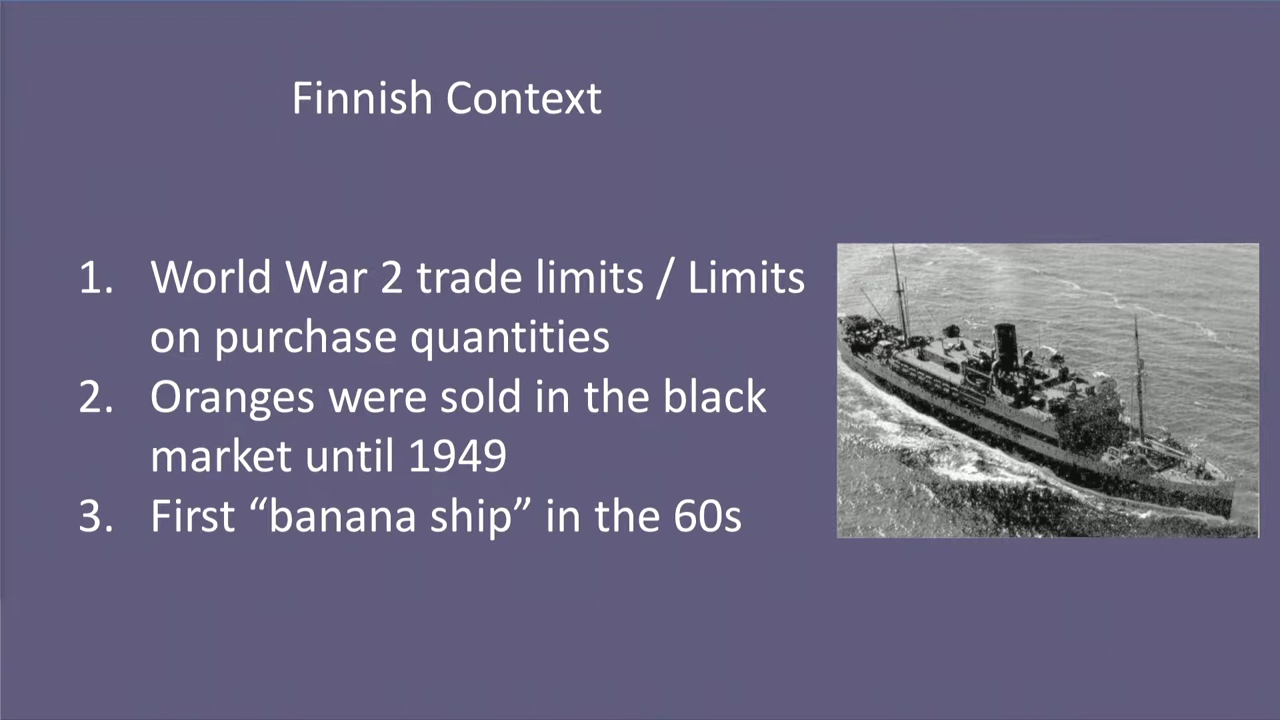 Finnish Context
1. World War 2 trade limits / Limits
on purchase quantities
2. Oranges were sold in the black
market until 1949
3. First “banana ship” in the 60s